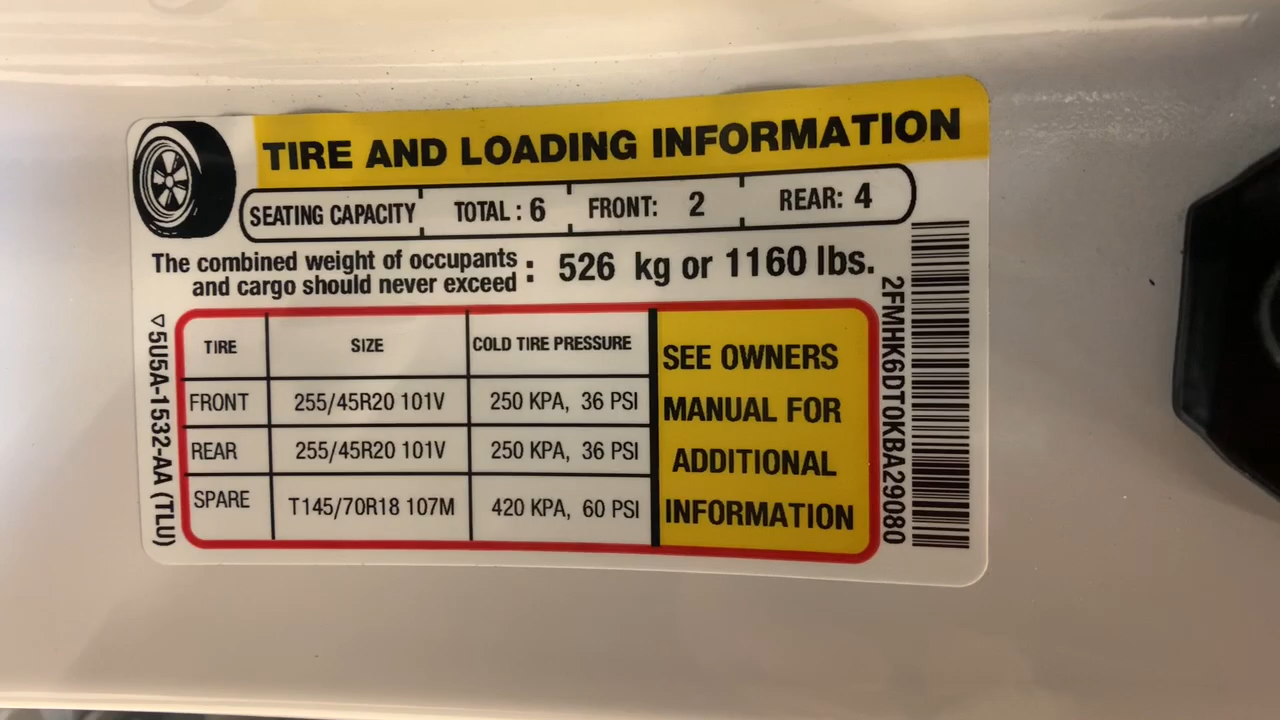 TIRE AND LOADING INFORMATION
SEATING CAPACITY TOTAL : 6 FRONT: 2 REAR: 4
The combined weight of occupants
and cargo should never exceed : 526 kg or 1160 lbs.
TIRE SIZE COLD TIRE PRESSURE
FRONT 255/45R20 101V 250 KPA, 36 PSI
REAR 255/45R20 101V 250 KPA, 36 PSI
SPARE T145/70R18 107M 420 KPA, 60 PSI
SEE OWNERS
MANUAL FOR
ADDITIONAL
INFORMATION
5U5A-1532-AA (TLU)
2FMHK6DT0KBA29080